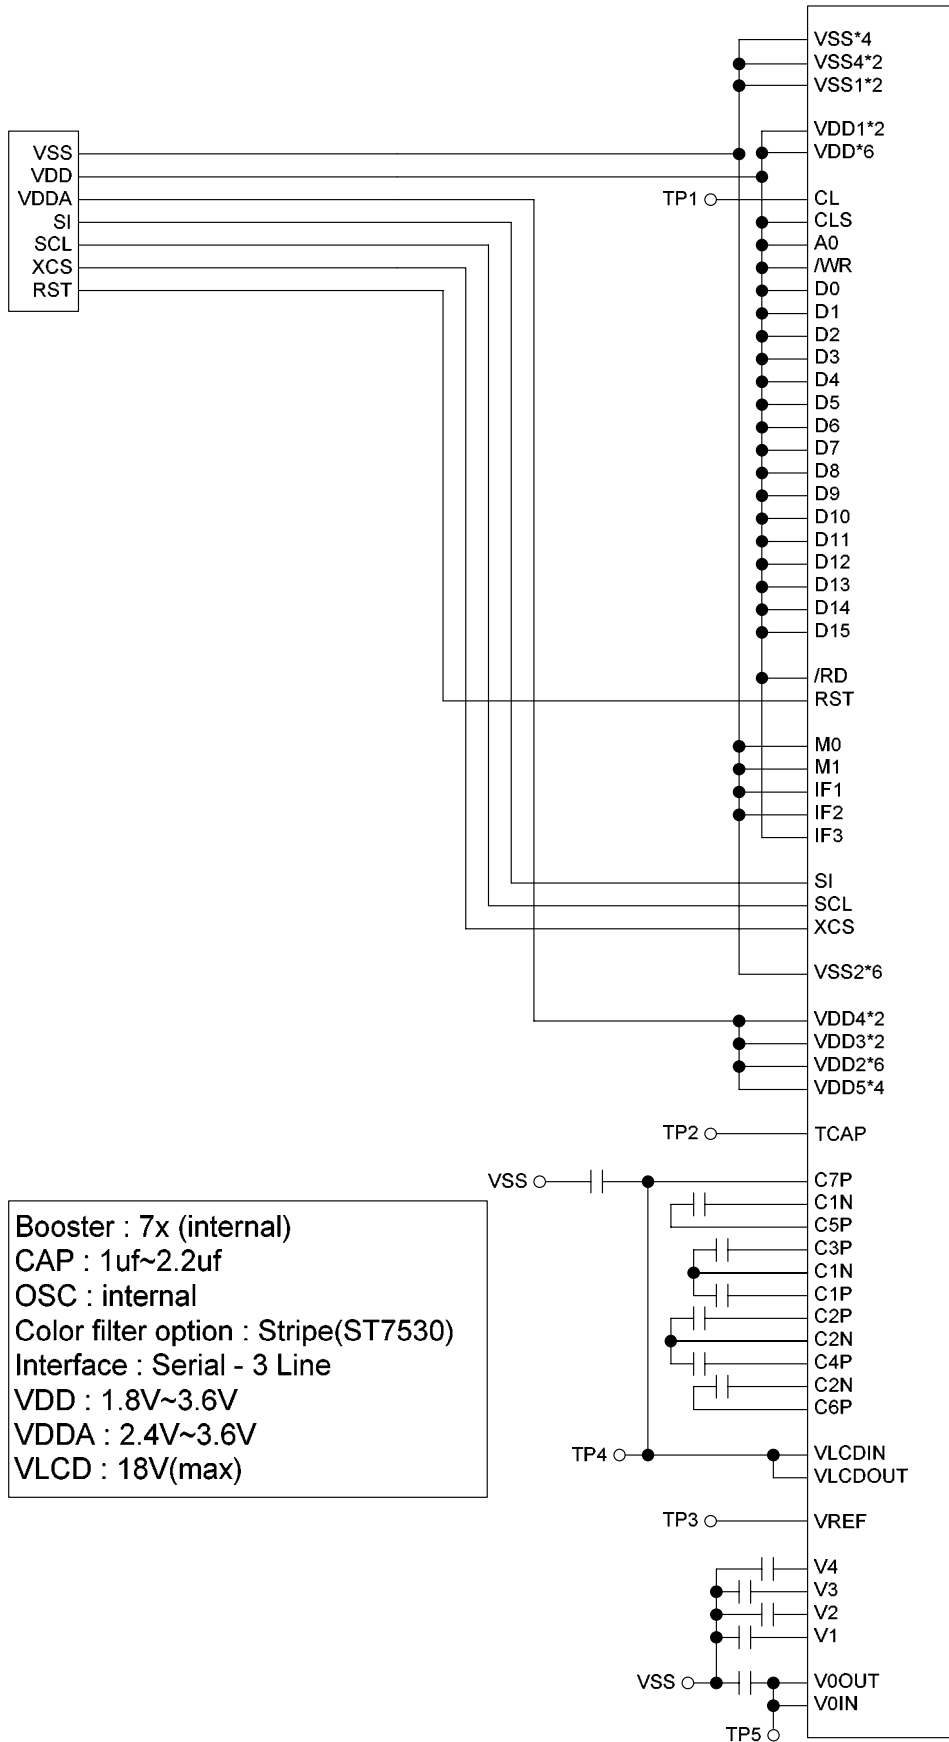 VSS
VDD
VDDA
SI
SCL
XCS
RST
VSS*4
VSS4*2
VSS1*2
VDD1*2
VDD*6
TP1
CL
CLS
A0
/WR
D0
D1
D2
D3
D4
D5
D6
D7
D8
D9
D10
D11
D12
D13
D14
D15
/RD
RST
M0
M1
IF1
IF2
IF3
SI
SCL
XCS
VSS2*6
VDD4*2
VDD3*2
VDD2*6
VDD5*4
TP2
TCAP
VSS
C7P
C1N
C5P
C3P
C1N
C1P
C2P
C2N
C4P
C2N
C6P
TP4
VLCDIN
VLCDOUT
TP3
VREF
V4
V3
V2
V1
VSS
V0OUT
V0IN
TP5
Booster : 7x (internal)
CAP : 1uf~2.2uf
OSC : internal
Color filter option : Stripe(ST7530)
Interface : Serial - 3 Line
VDD : 1.8V~3.6V
VDDA : 2.4V~3.6V
VLCD : 18V(max)